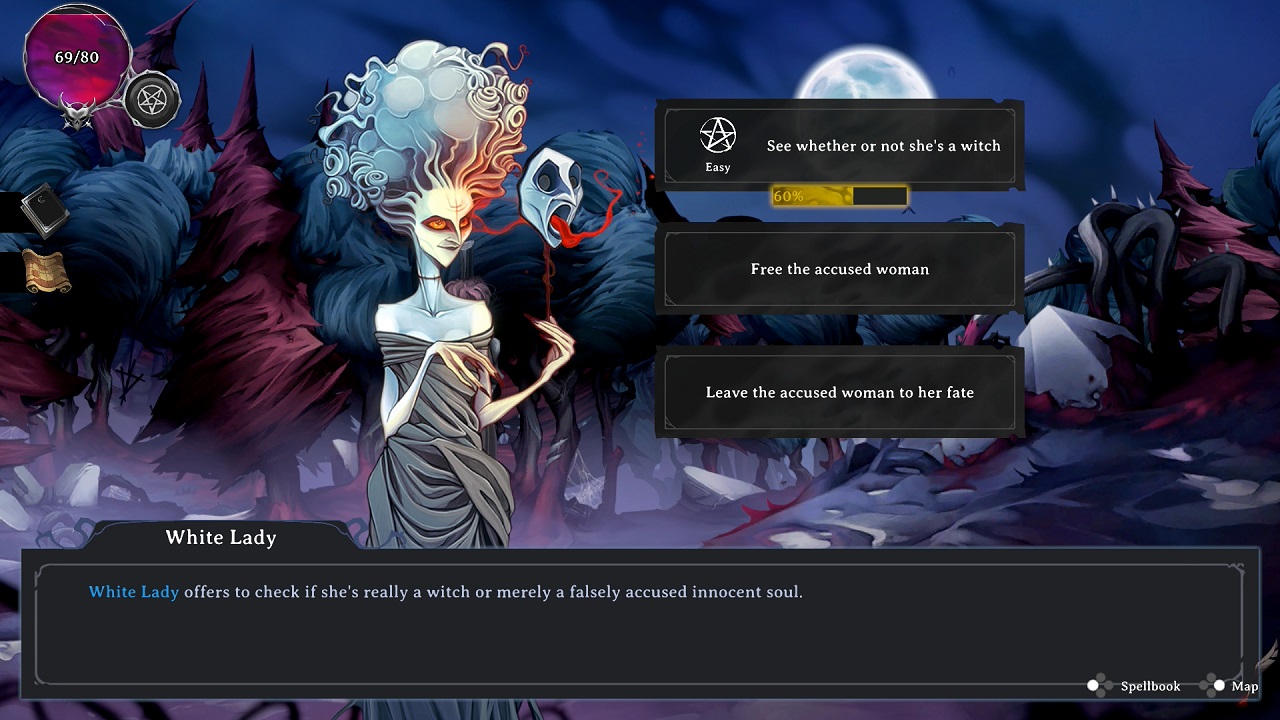 69/80
See whether or not she's a witch
Easy
60%
Free the accused woman
Leave the accused woman to her fate
White Lady
White Lady offers to check if she's really a witch or merely a falsely accused innocent soul.
Spellbook
Map